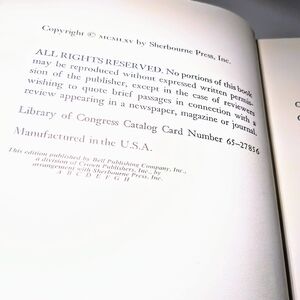 Copyright © MCMLXV by Sherbourne Press, Inc.
ALL RIGHTS RESERVED. No portions of this book
may be reproduced without expressed written permis-
sion of the publisher, except in the case of reviewers
wishing to quote brief passages in connection with a
review appearing in a newspaper, magazine or journal.
Library of Congress Catalog Card Number 65-27856
Manufactured in the U.S.A.
This edition published by Bell Publishing Company, Inc.,
a division of Crown Publishers, Inc., by
arrangement with Sherbourne Press, Inc.
A B C D E F G H